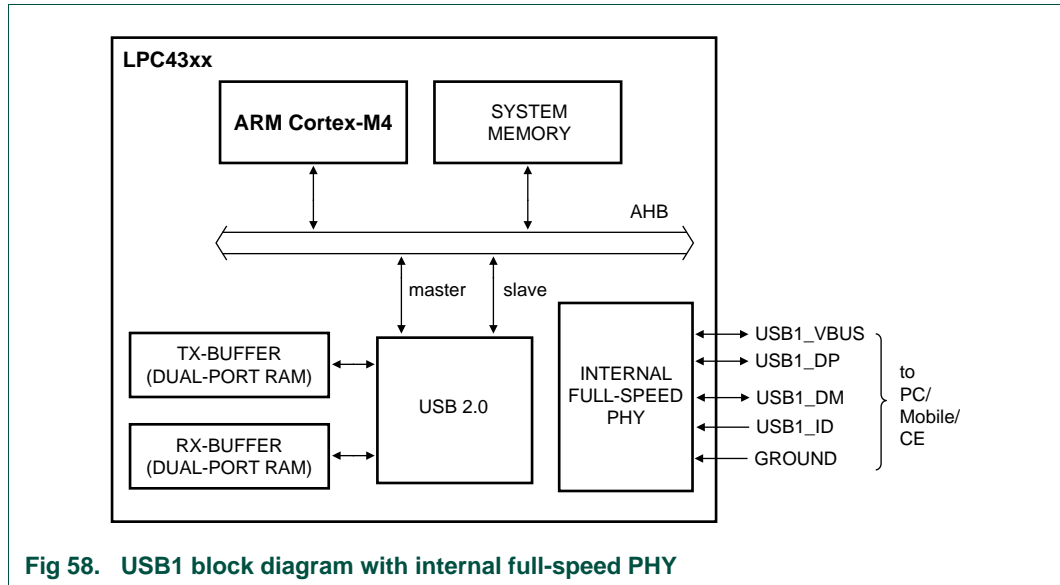 LPC43xx
ARM Cortex-M4
SYSTEM
MEMORY
AHB
master
slave
TX-BUFFER
(DUAL-PORT RAM)
RX-BUFFER
(DUAL-PORT RAM)
USB 2.0
INTERNAL
FULL-SPEED
PHY
USB1_VBUS
USB1_DP
USB1_DM
USB1_ID
GROUND
to
PC/
Mobile/
CE
Fig 58. USB1 block diagram with internal full-speed PHY